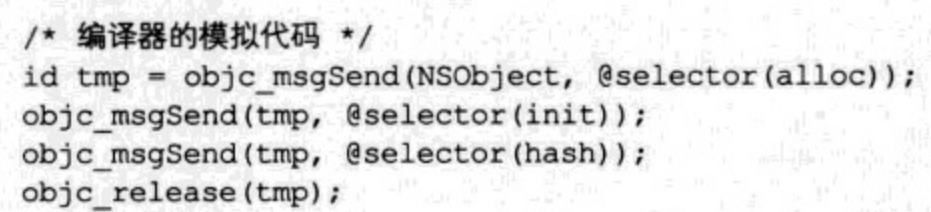 /* 编译器的模拟代码 */
id tmp = objc_msgSend(NSObject, @selector(alloc));
objc_msgSend(tmp, @selector(init));
objc_msgSend(tmp, @selector(hash));
objc_release(tmp);